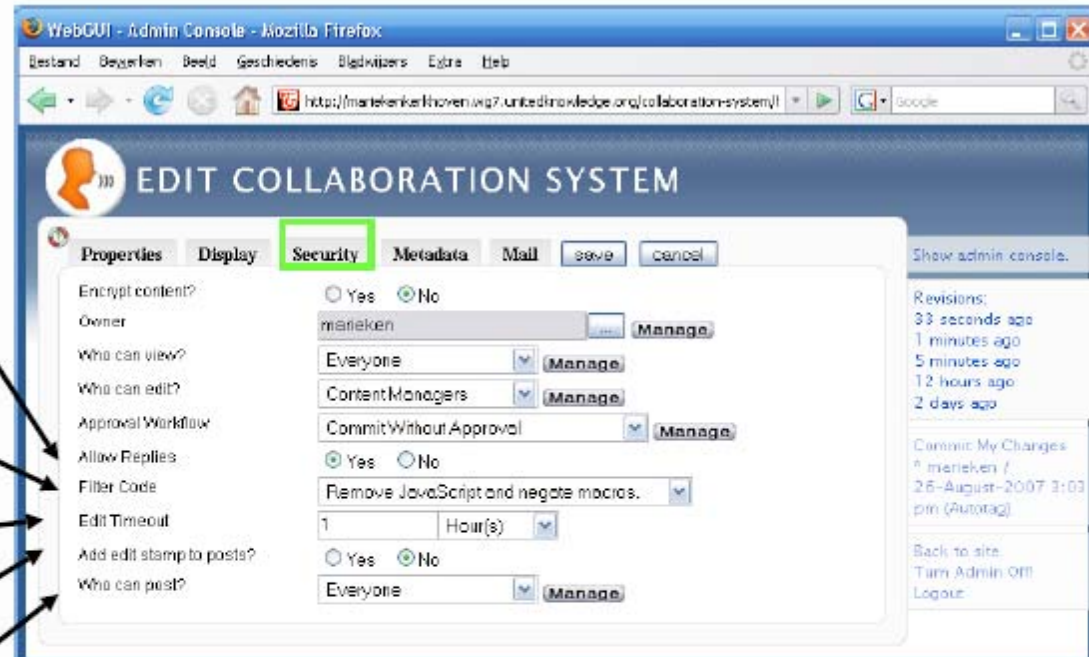 WebGUI - Admin Console - Mozilla Firefox
Bestand Bewerken Beeld Geschiedenis Bladwijzers Extra Help
http://mariekenkerkhoven.wg7.unitedknowledge.org/collaboration-system/
G Google
EDIT COLLABORATION SYSTEM
Properties Display Security Metadata Mail save cancel
Encrypt content? Yes No
Owner marieken ... Manage
Who can view? Everyone Manage
Who can edit? Content Managers Manage
Approval Workflow Commit Without Approval Manage
Allow Replies Yes No
Filter Code Remove JavaScript and negate macros.
Edit Timeout 1 Hour(s)
Add edit stamp to posts? Yes No
Who can post? Everyone Manage
Show admin console.
Revisions:
33 seconds ago
1 minutes ago
5 minutes ago
12 hours ago
2 days ago
Commit My Changes
* marieken /
26-August-2007 3:03
pm (Autotag)
Back to site.
Turn Admin Off!
Logout